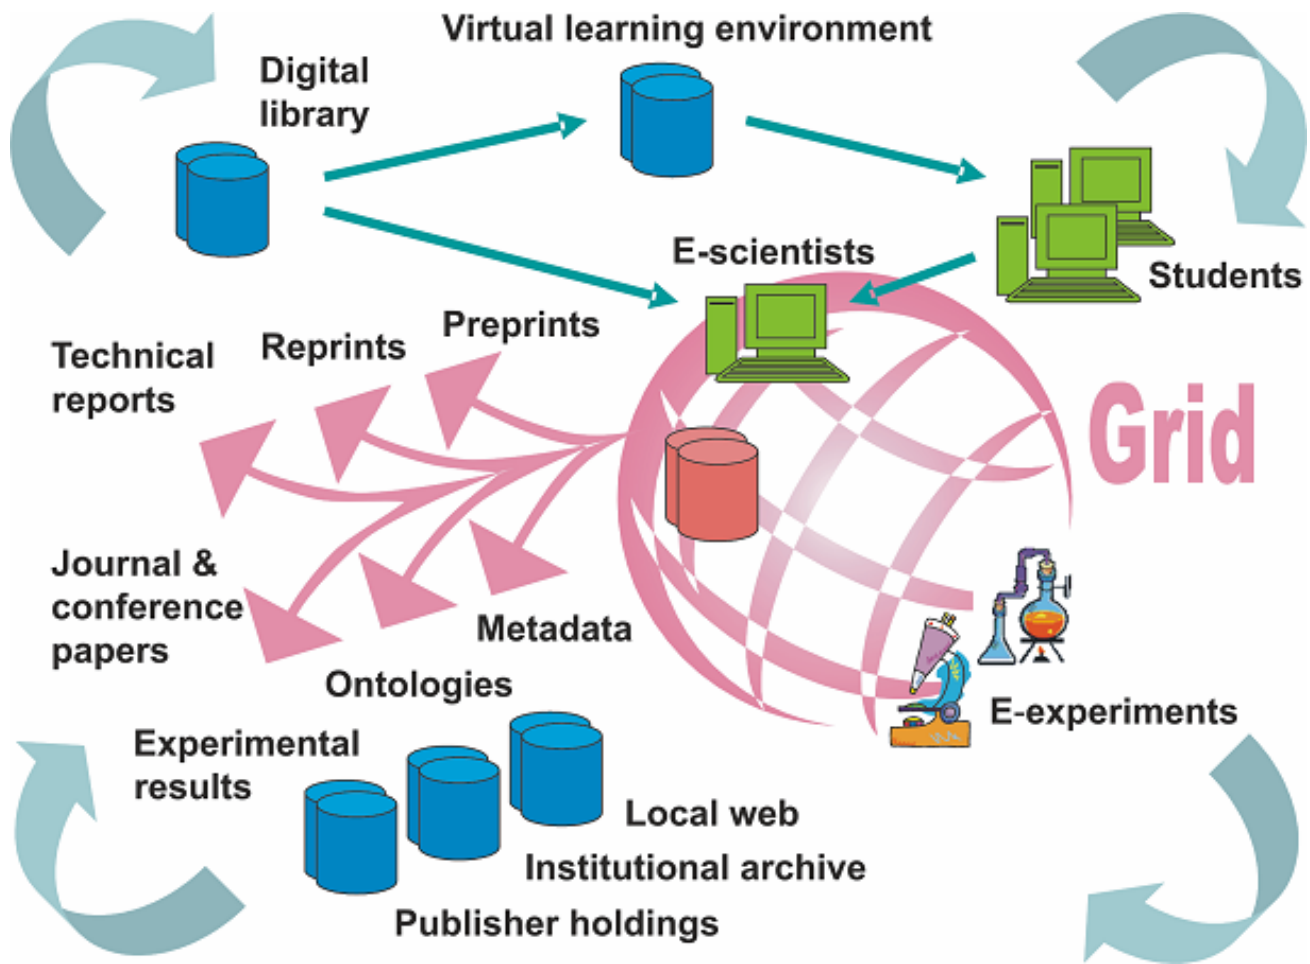 Virtual learning environment
Digital
library
E-scientists
Students
Preprints
Reprints
Technical
reports
Grid
Journal &
conference
papers
Metadata
Ontologies
E-experiments
Experimental
results
Local web
Institutional archive
Publisher holdings